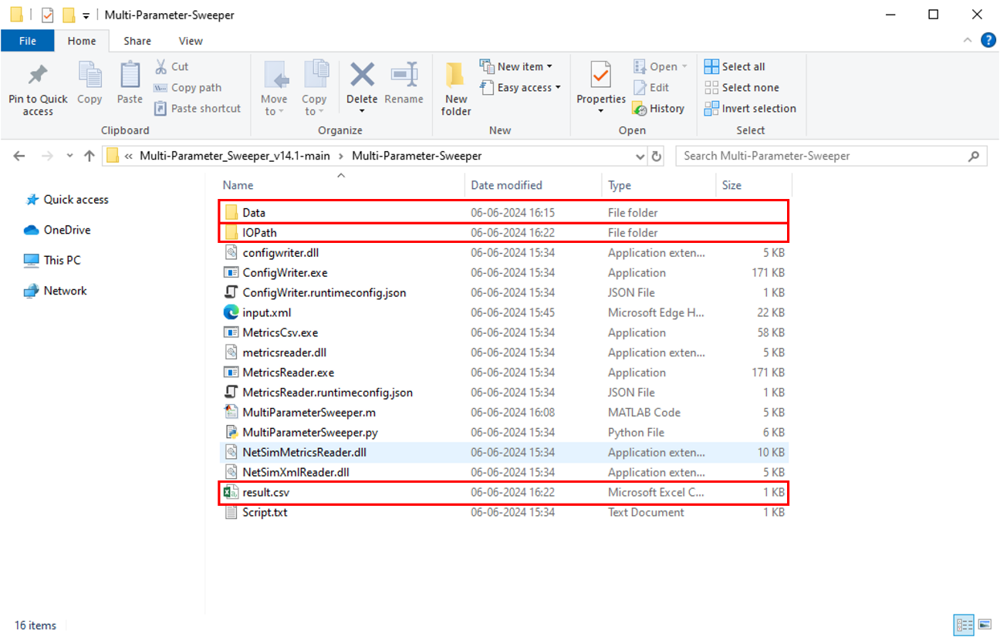 Multi-Parameter-Sweeper
File Home Share View
Pin to Quick access
Copy
Paste
Cut
Copy path
Paste shortcut
Clipboard
Move to
Copy to
Delete
Rename
Organize
New folder
New item
Easy access
New
Properties
Open
Edit
History
Open
Select all
Select none
Invert selection
Select
« Multi-Parameter_Sweeper_v14.1-main › Multi-Parameter-Sweeper
Search Multi-Parameter-Sweeper
Quick access
OneDrive
This PC
Network
Name Date modified Type Size
Data 06-06-2024 16:15 File folder
IOPath 06-06-2024 16:22 File folder
configwriter.dll 06-06-2024 15:34 Application exten... 5 KB
ConfigWriter.exe 06-06-2024 15:34 Application 171 KB
ConfigWriter.runtimeconfig.json 06-06-2024 15:34 JSON File 1 KB
input.xml 06-06-2024 15:45 Microsoft Edge H... 22 KB
MetricsCsv.exe 06-06-2024 15:34 Application 58 KB
metricsreader.dll 06-06-2024 15:34 Application exten... 5 KB
MetricsReader.exe 06-06-2024 15:34 Application 171 KB
MetricsReader.runtimeconfig.json 06-06-2024 15:34 JSON File 1 KB
MultiParameterSweeper.m 06-06-2024 16:08 MATLAB Code 5 KB
MultiParameterSweeper.py 06-06-2024 15:34 Python File 6 KB
NetSimMetricsReader.dll 06-06-2024 15:34 Application exten... 10 KB
NetSimXmlReader.dll 06-06-2024 15:34 Application exten... 5 KB
result.csv 06-06-2024 16:22 Microsoft Excel C... 1 KB
Script.txt 06-06-2024 15:34 Text Document 1 KB
16 items